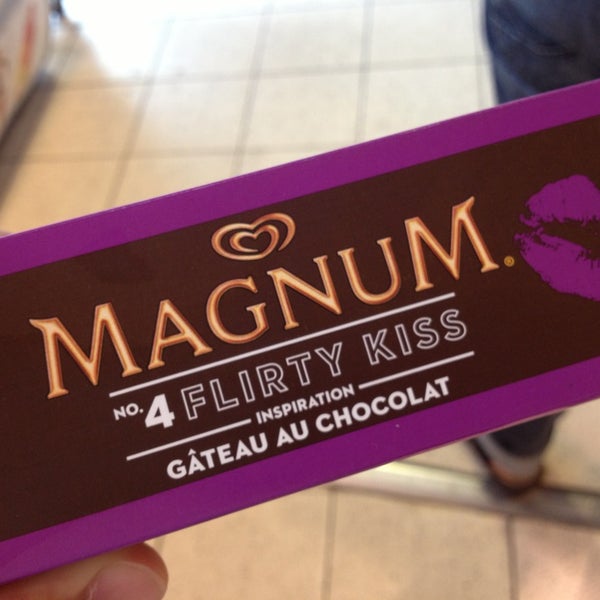 MAGNUM®
NO. 4 FLIRTY KISS
INSPIRATION
GÂTEAU AU CHOCOLAT